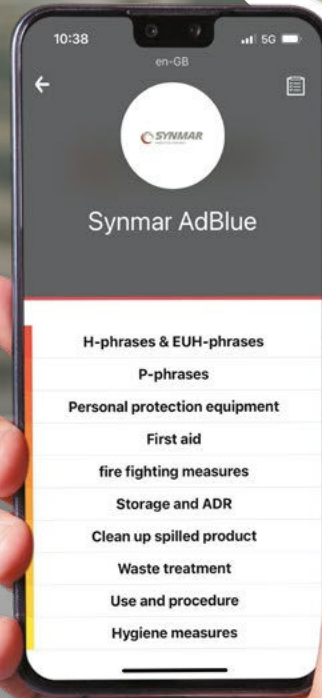 10:38
5G
en-GB
SYNMAR
Synmar AdBlue
H-phrases & EUH-phrases
P-phrases
Personal protection equipment
First aid
fire fighting measures
Storage and ADR
Clean up spilled product
Waste treatment
Use and procedure
Hygiene measures